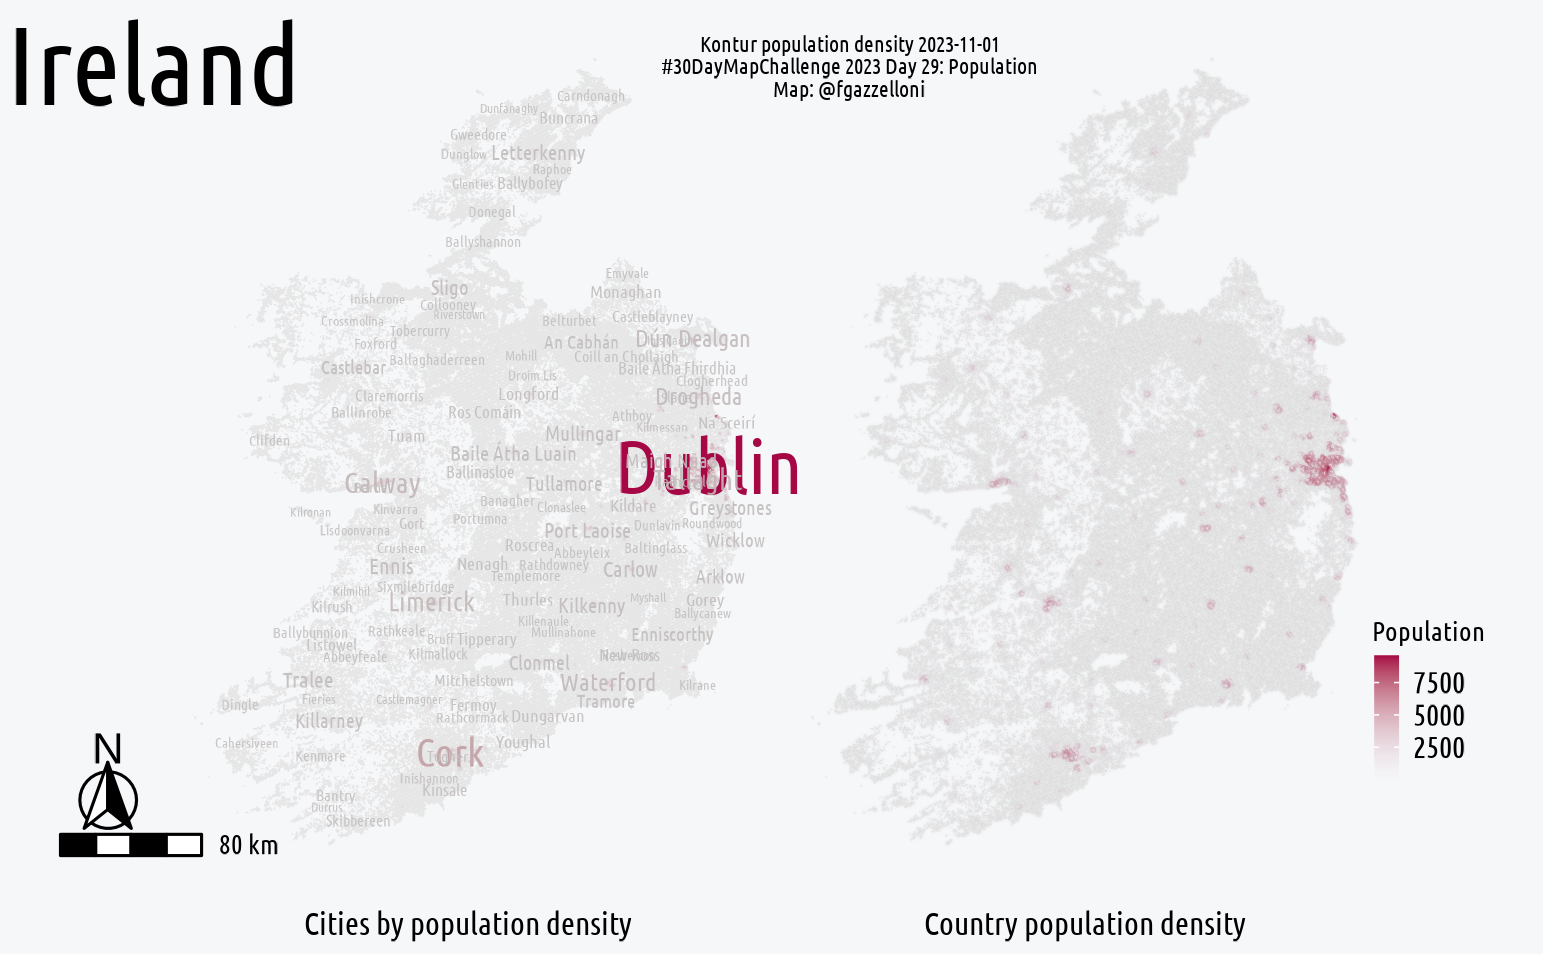 Ireland
Kontur population density 2023-11-01
#30DayMapChallenge 2023 Day 29: Population
Map: @fgazzelloni
Carndonagh
Dunfanaghy
Buncrana
Gweedore
Dunglow
Letterkenny
Raphoe
Glenties
Ballybofey
Donegal
Ballyshannon
Emyvale
Sligo
Monaghan
Inishcrone
Collooney
Riverstown
Castleblayney
Crossmolina
Belturbet
Tobercurry
Foxford
An Cabhán
Dún Dealgan
Ballaghaderreen
Mohill
Coill an Chollaigh
Castlebar
Droim Lis
Baile Átha Fhirdhia
Clogherhead
Claremorris
Longford
Drogheda
Ballinrobe
Ros Comáin
Athboy
Na Sceirí
Kilmessan
Clifden
Tuam
Mullingar
Baile Átha Luain
Dublin
Maigh Nuad
Ballinasloe
Galway
Tullamore
Tallaght
Banagher
Clonaslee
Kildare
Greystones
Kilronan
Kinvarra
Gort
Portumna
Lisdoonvarna
Port Laoise
Dunlavin
Roundwood
Crusheen
Roscrea
Abbeyleix
Baltinglass
Wicklow
Ennis
Nenagh
Rathdowney
Templemore
Carlow
Arklow
Kilmihil
Sixmilebridge
Limerick
Kilrush
Thurles
Kilkenny
Myshall
Gorey
Ballycanew
Killenaule
Ballybunnion
Rathkeale
Bruff
Tipperary
Mullinahone
Enniscorthy
Listowel
Abbeyfeale
Kilmallock
Clonmel
New Ross
Tralee
Mitchelstown
Waterford
Kilrane
Dingle
Fieries
Castlemagner
Fermoy
Tramore
Killarney
Rathcormack
Dungarvan
Cahersiveen
Kenmare
Cork
Youghal
Inishannon
Kinsale
Bantry
Durrus
Skibbereen
Population
7500
5000
2500
N
80 km
Cities by population density
Country population density